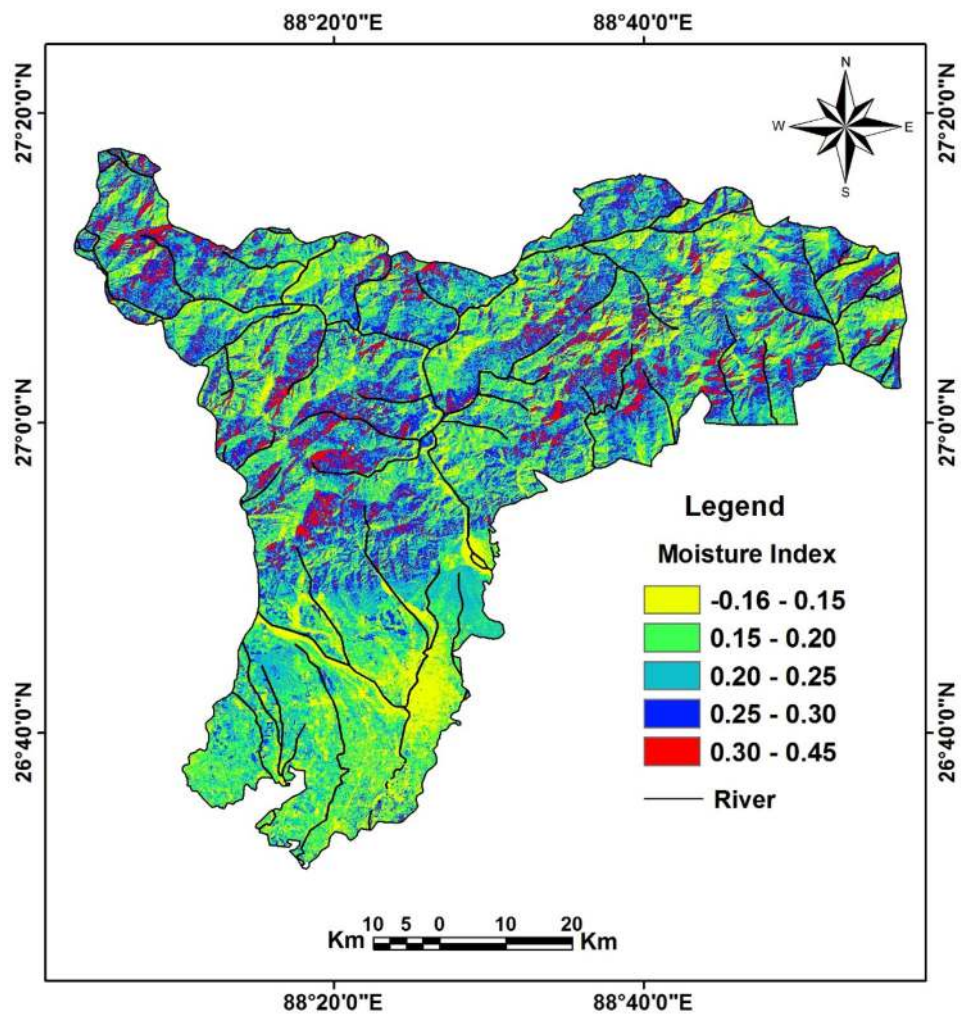 88°20'0"E 88°40'0"E
27°20'0"N 27°20'0"N
N
W E
S
27°0'0"N 27°0'0"N
Legend
Moisture Index
-0.16 - 0.15
0.15 - 0.20
0.20 - 0.25
0.25 - 0.30
0.30 - 0.45
River
26°40'0"N 26°40'0"N
10 5 0 10 20
Km Km
88°20'0"E 88°40'0"E